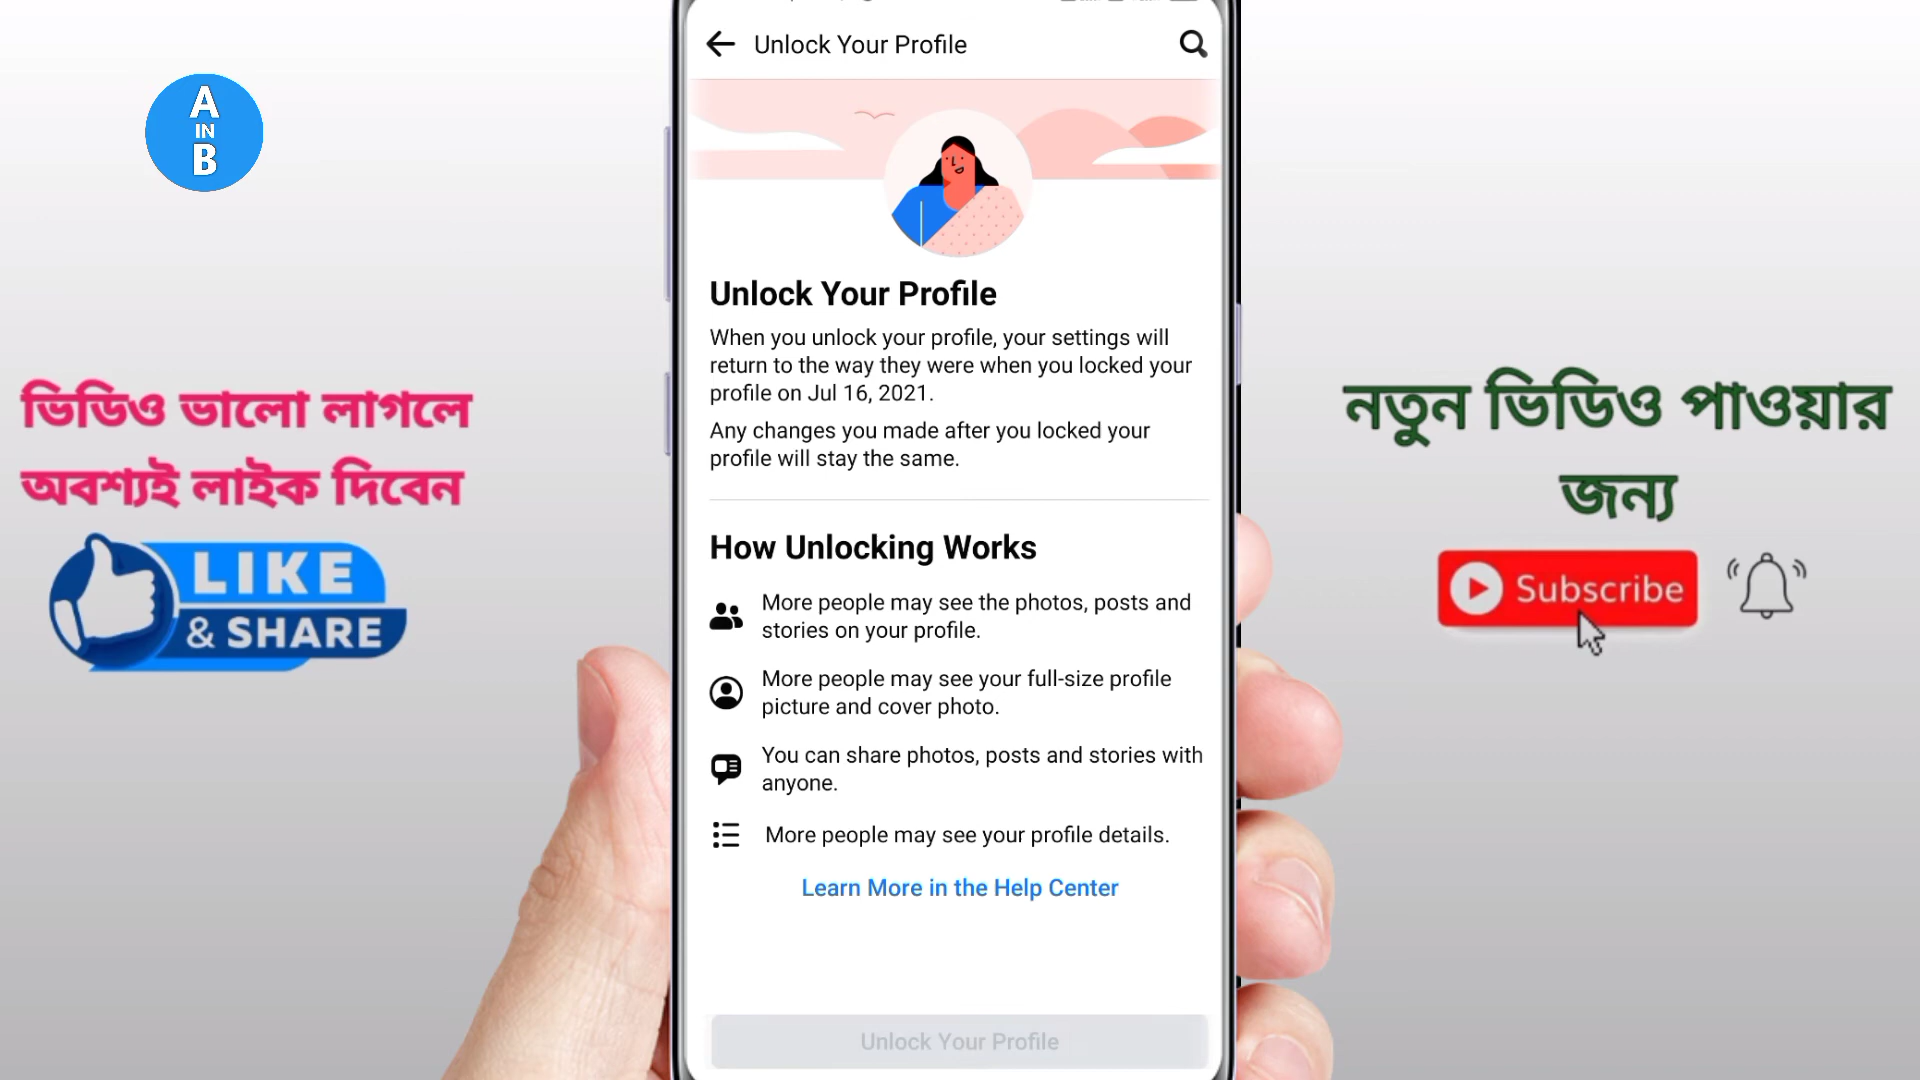 Unlock Your Profile
A
IN
B
Unlock Your Profile
When you unlock your profile, your settings will
return to the way they were when you locked your
profile on Jul 16, 2021.
Any changes you made after you locked your
profile will stay the same.
How Unlocking Works
More people may see the photos, posts and
stories on your profile.
More people may see your full-size profile
picture and cover photo.
You can share photos, posts and stories with
anyone.
More people may see your profile details.
Learn More in the Help Center
Unlock Your Profile
ভিডিও ভালো লাগলে
অবশ্যই লাইক দিবেন
LIKE
& SHARE
নতুন ভিডিও পাওয়ার
জন্য
Subscribe